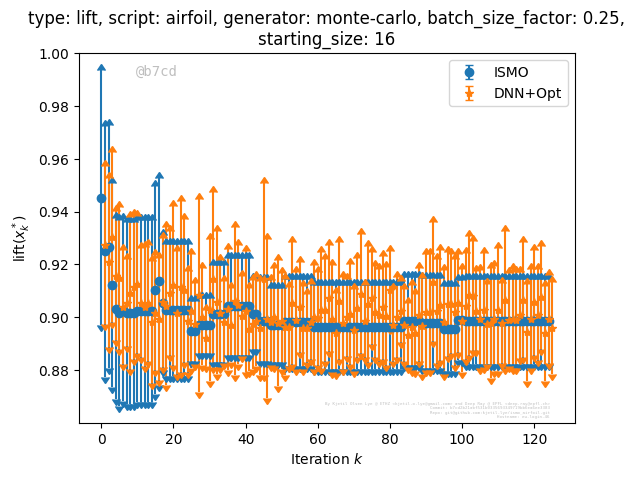 type: lift, script: airfoil, generator: monte-carlo, batch_size_factor: 0.25,
starting_size: 16
@b7cd
ISMO
DNN+Opt
1.00
0.98
0.96
0.94
0.92
0.90
0.88
lift(x*k)
0 20 40 60 80 100 120
Iteration k